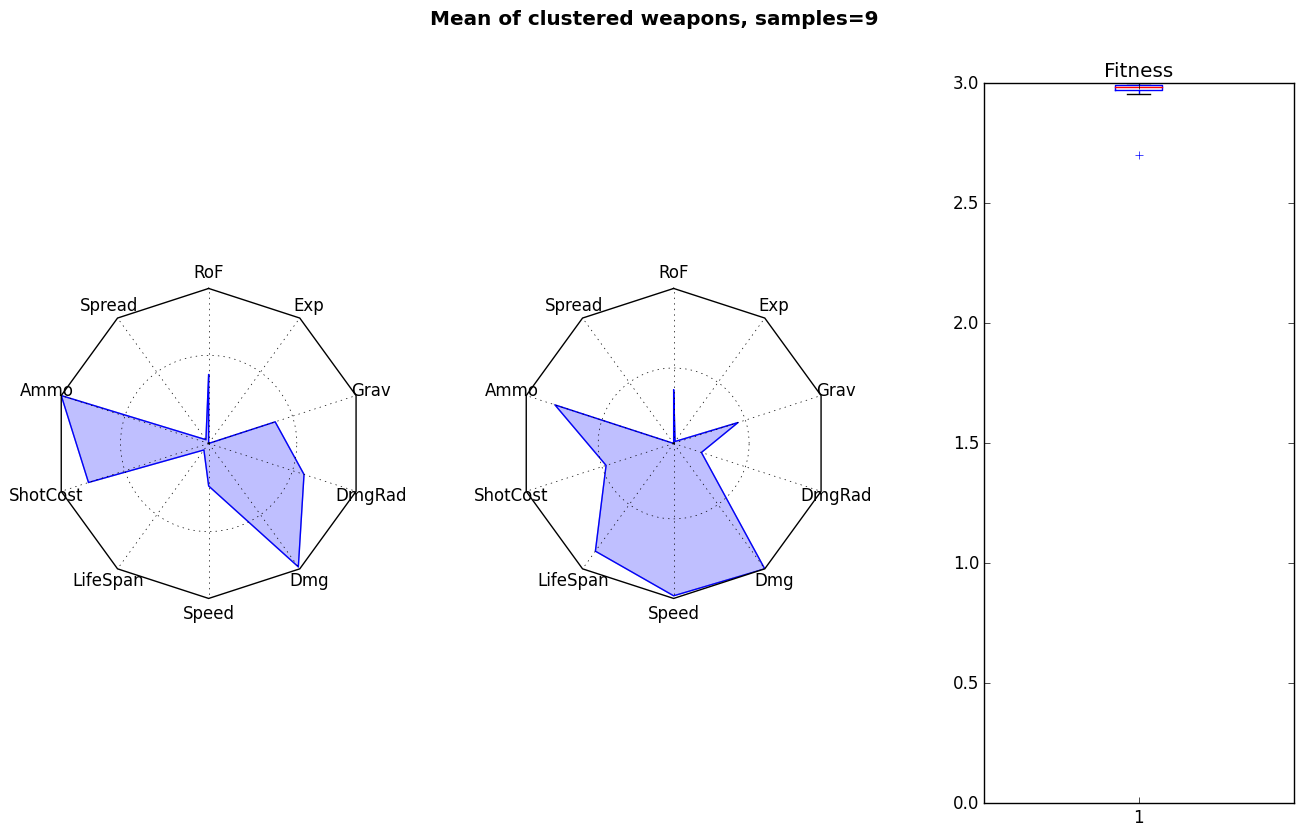 Mean of clustered weapons, samples=9
RoF
Exp
Grav
DmgRad
Dmg
Speed
LifeSpan
ShotCost
Ammo
Spread
RoF
Exp
Grav
DmgRad
Dmg
Speed
LifeSpan
ShotCost
Ammo
Spread
Fitness
3.0
2.5
2.0
1.5
1.0
0.5
0.0
1